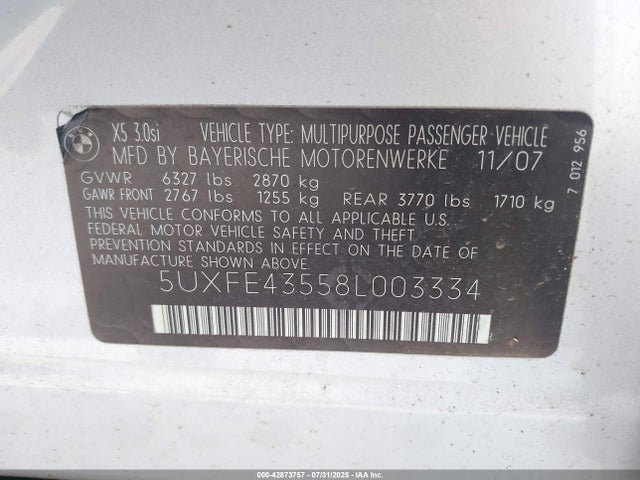 X5 3.0si VEHICLE TYPE: MULTIPURPOSE PASSENGER VEHICLE
MFD BY BAYERISCHE MOTORENWERKE 11/07
GVWR 6327 lbs 2870 kg
GAWR FRONT 2767 lbs 1255 kg REAR 3770 lbs 1710 kg
THIS VEHICLE CONFORMS TO ALL APPLICABLE U.S.
FEDERAL MOTOR VEHICLE SAFETY AND THEFT
PREVENTION STANDARDS IN EFFECT ON THE DATE
OF MANUFACTURE SHOWN ABOVE
5UXFE43558L003334
7 012 956
000-42873757 - 07/31/2025 - IAAI.COM